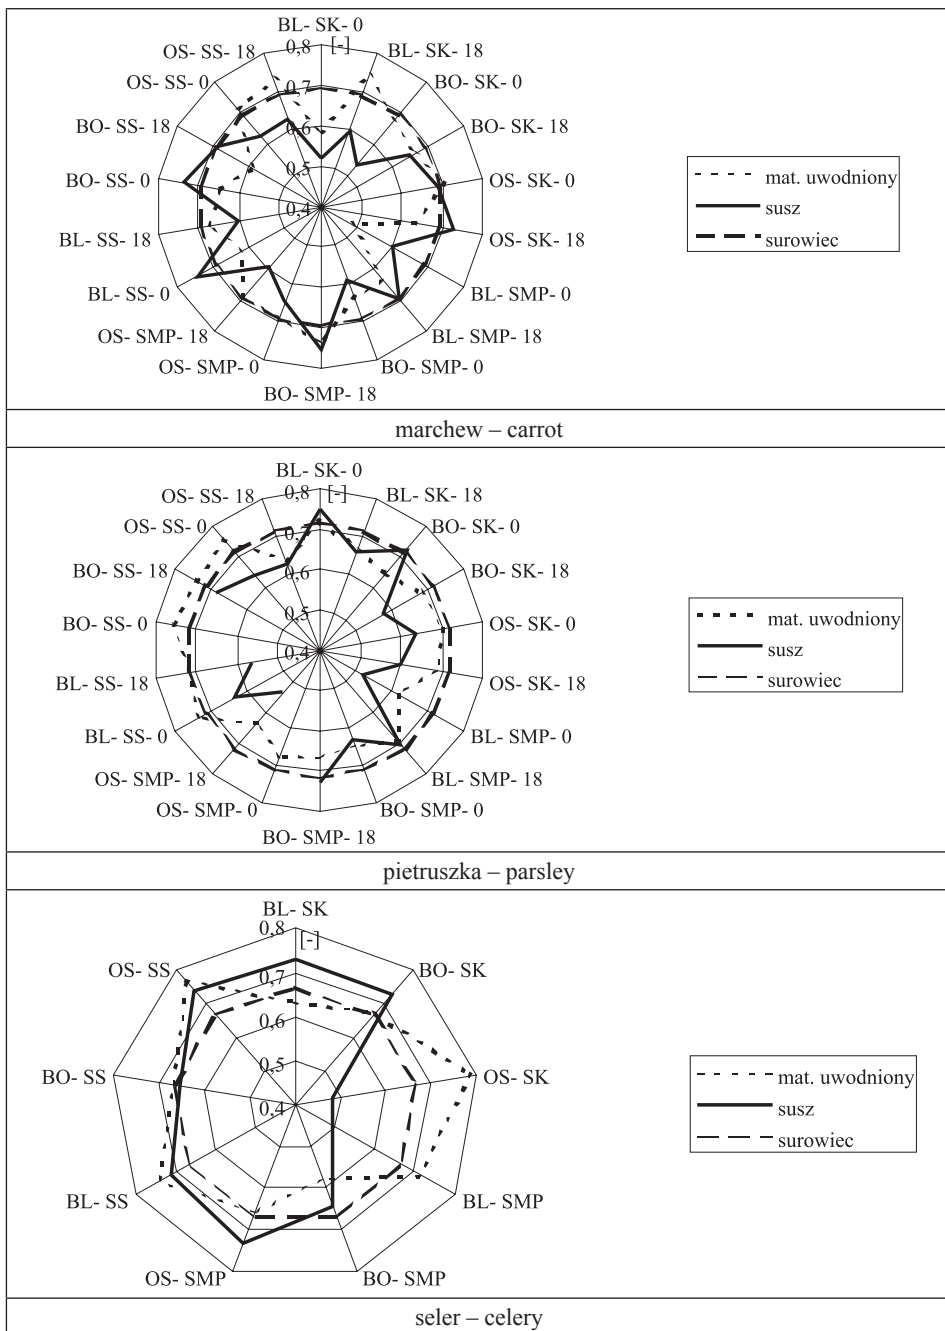 BL- SK- 0
0,8 [-]
OS- SS- 18
BL- SK- 18
OS- SS- 0
BO- SK- 0
0,7
BO- SS- 18
BO- SK- 18
0,6
BO- SS- 0
OS- SK- 0
0,5
0,4
BL- SS- 18
OS- SK- 18
BL- SS- 0
BL- SMP- 0
OS- SMP- 18
BL- SMP- 18
OS- SMP- 0
BO- SMP- 0
BO- SMP- 18
mat. uwodniony
susz
surowiec
marchew – carrot
BL- SK- 0
0,8 [-]
OS- SS- 18
BL- SK- 18
OS- SS- 0
BO- SK- 0
BO- SS- 18
BO- SK- 18
0,6
BO- SS- 0
OS- SK- 0
0,5
0,4
BL- SS- 18
OS- SK- 18
BL- SS- 0
BL- SMP- 0
OS- SMP- 18
BL- SMP- 18
OS- SMP- 0
BO- SMP- 0
BO- SMP- 18
mat. uwodniony
susz
surowiec
pietruszka – parsley
BL- SK
0,8
[-]
OS- SS
BO- SK
0,7
0,6
BO- SS
OS- SK
0,5
0,4
BL- SS
BL- SMP
OS- SMP
BO- SMP
mat. uwodniony
susz
surowiec
seler – celery